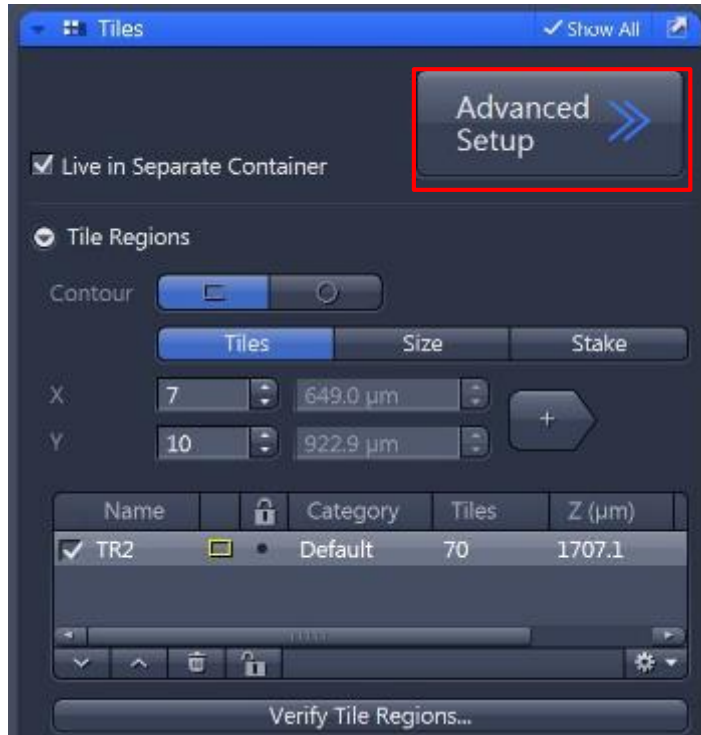 Tiles Show All
Advanced
Setup
Live in Separate Container
Tile Regions
Contour
Tiles Size Stake
X 7 649.0 µm
+
Y 10 922.9 µm
Name Category Tiles Z (µm)
TR2 Default 70 1707.1
Verify Tile Regions...